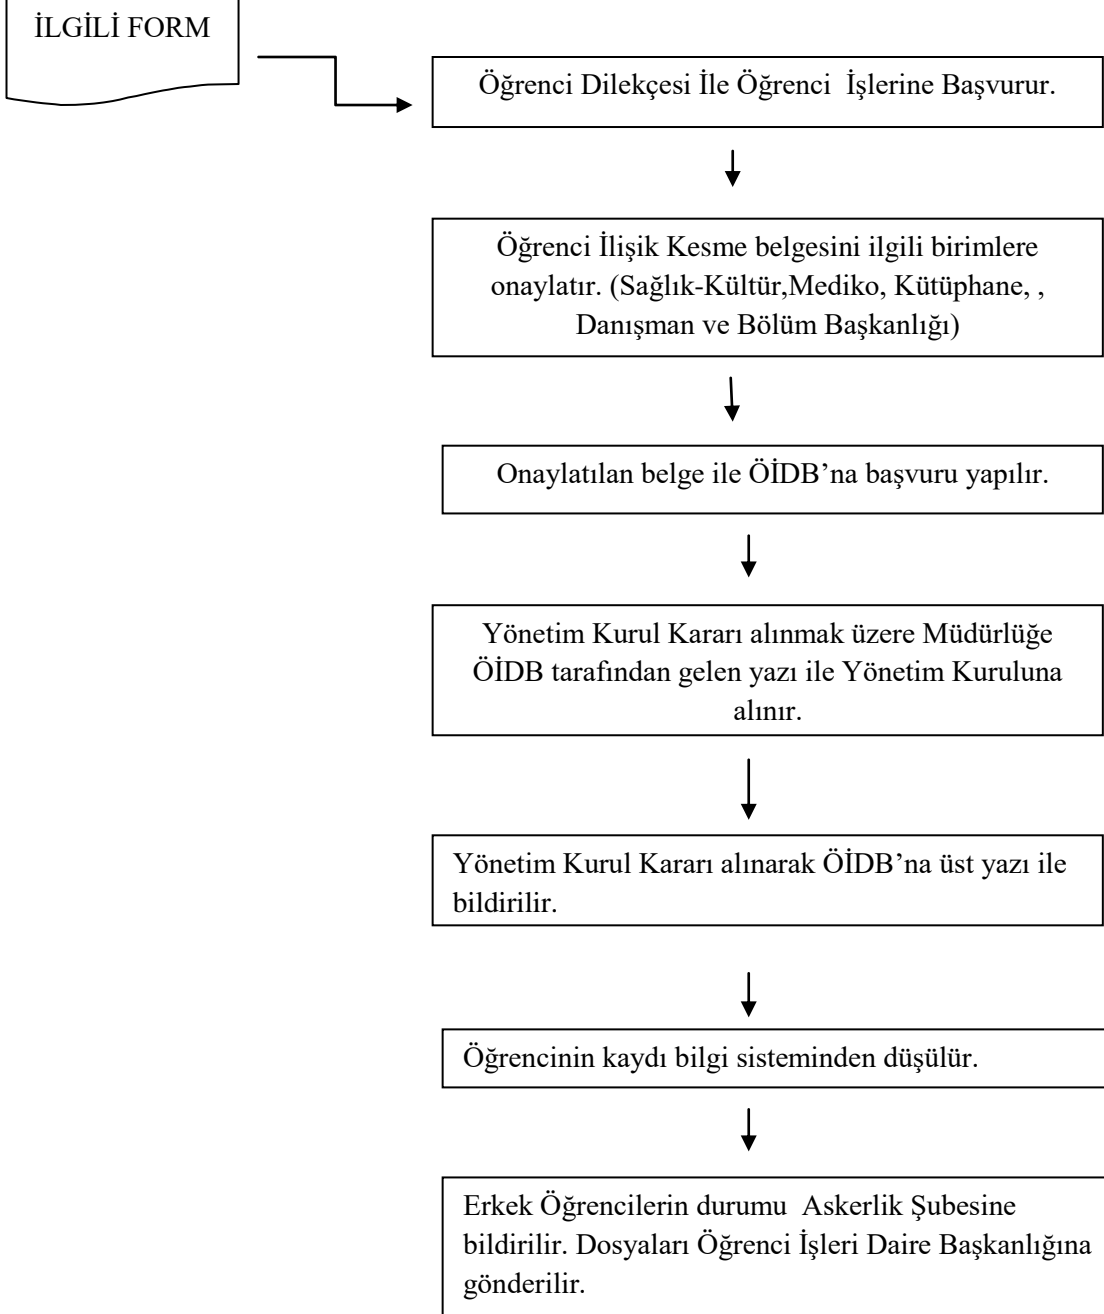 İLGİLİ FORM
Öğrenci Dilekçesi İle Öğrenci İşlerine Başvurur.
Öğrenci İlişik Kesme belgesini ilgili birimlere
onaylatır. (Sağlık-Kültür,Mediko, Kütüphane, ,
Danışman ve Bölüm Başkanlığı)
Onaylatılan belge ile ÖİDB’na başvuru yapılır.
Yönetim Kurul Kararı alınmak üzere Müdürlüğe
ÖİDB tarafından gelen yazı ile Yönetim Kuruluna
alınır.
Yönetim Kurul Kararı alınarak ÖİDB’na üst yazı ile
bildirilir.
Öğrencinin kaydı bilgi sisteminden düşülür.
Erkek Öğrencilerin durumu Askerlik Şubesine
bildirilir. Dosyaları Öğrenci İşleri Daire Başkanlığına
gönderilir.